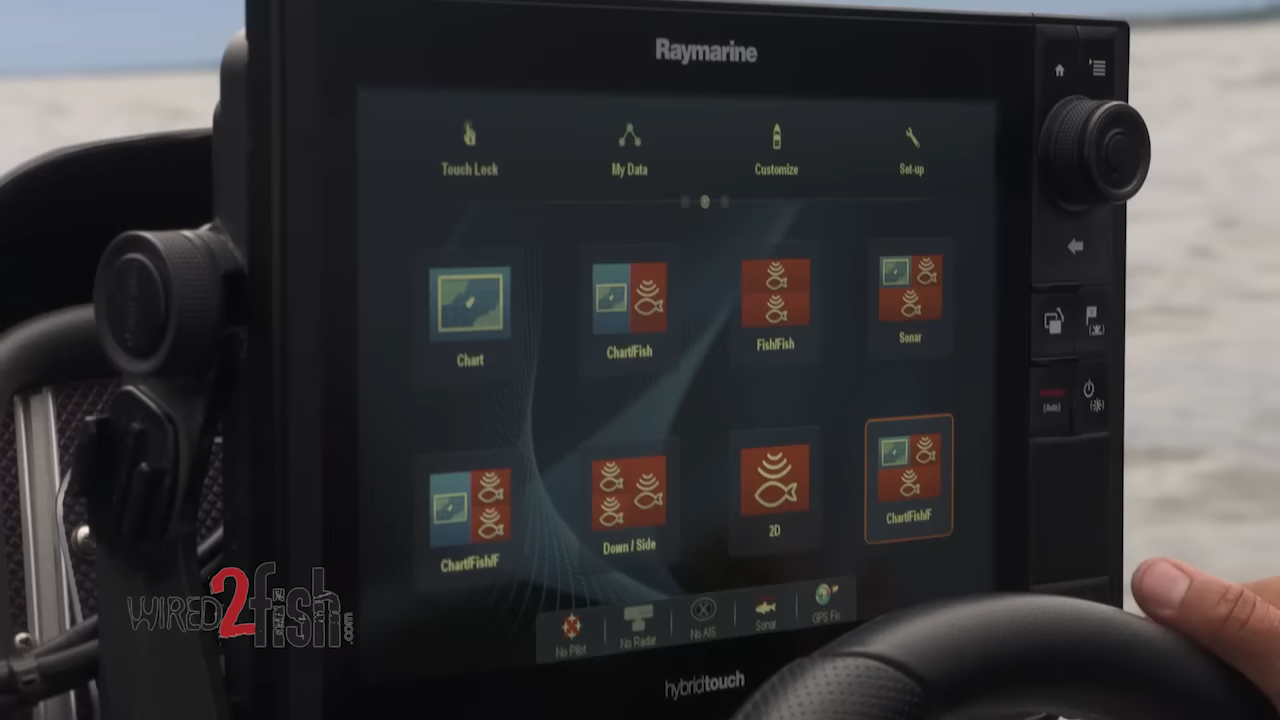 Raymarine
Touch Lock
My Data
Customize
Set-up
Chart
Chart/Fish
Fish/Fish
Sonar
Chart/Fish/F
Down / Side
2D
Chart/Fish/F
No Pilot
No Radar
No AIS
Sonar
GPS Fix
hybridtouch
(Auto)
WIRED2fish.com